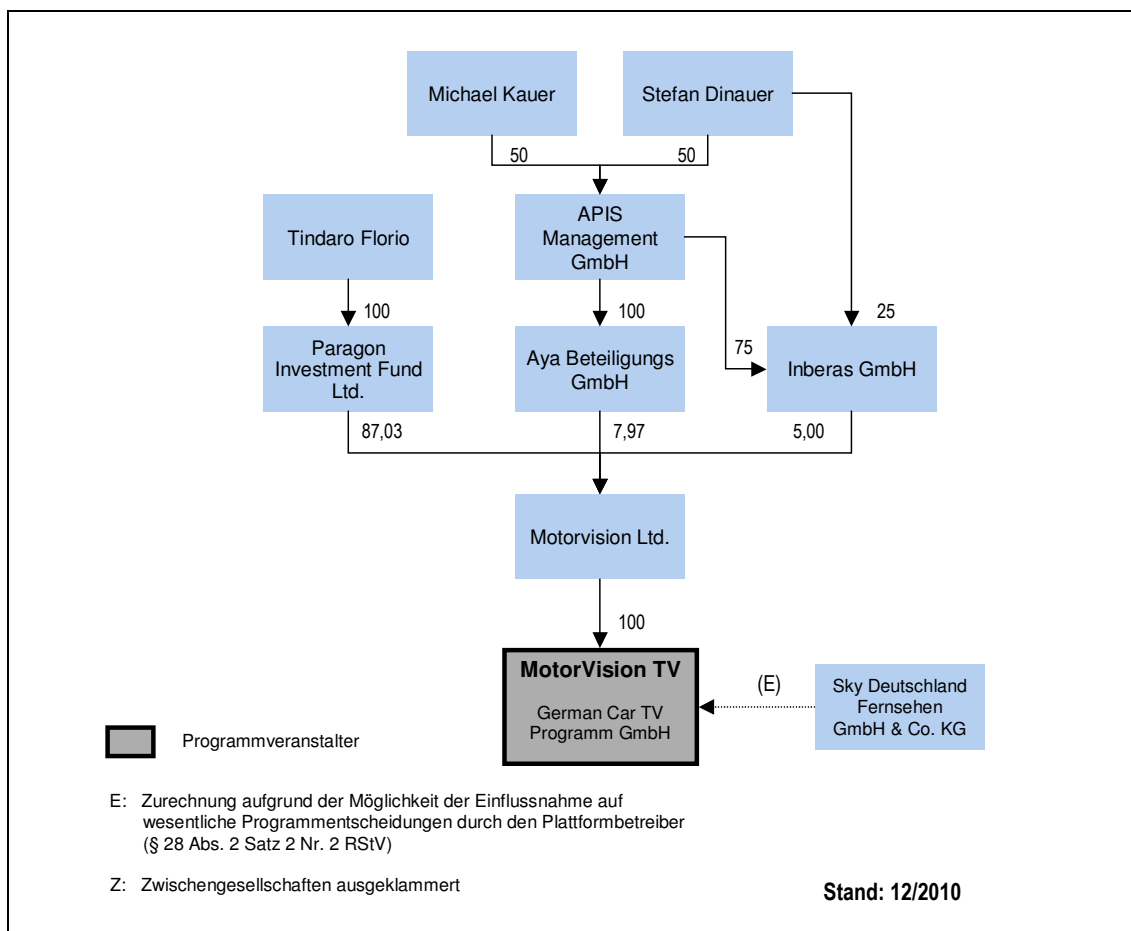 Michael Kauer
Stefan Dinauer
50
50
Tindaro Florio
APIS
Management
GmbH
100
100
75
25
Paragon
Investment Fund
Ltd.
Aya Beteiligungs
GmbH
Inberas GmbH
87,03
7,97
5,00
Motorvision Ltd.
100
MotorVision TV
German Car TV
Programm GmbH
(E)
Sky Deutschland
Fernsehen
GmbH & Co. KG
Programmveranstalter
E: Zurechnung aufgrund der Möglichkeit der Einflussnahme auf
wesentliche Programmentscheidungen durch den Plattformbetreiber
(§ 28 Abs. 2 Satz 2 Nr. 2 RStV)
Z: Zwischengesellschaften ausgeklammert
Stand: 12/2010